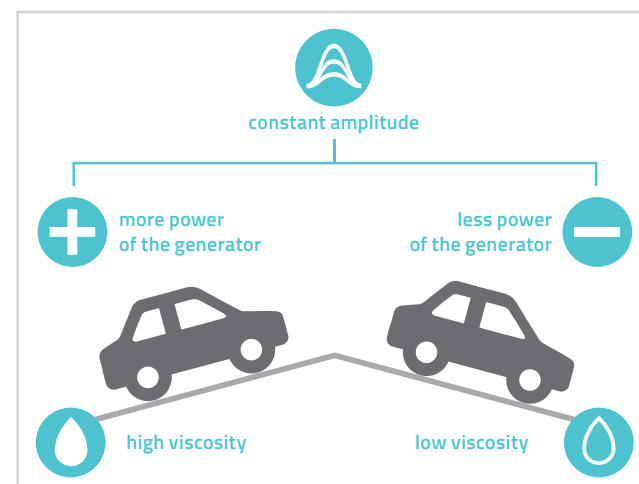 constant amplitude
more power
of the generator
less power
of the generator
high viscosity
low viscosity